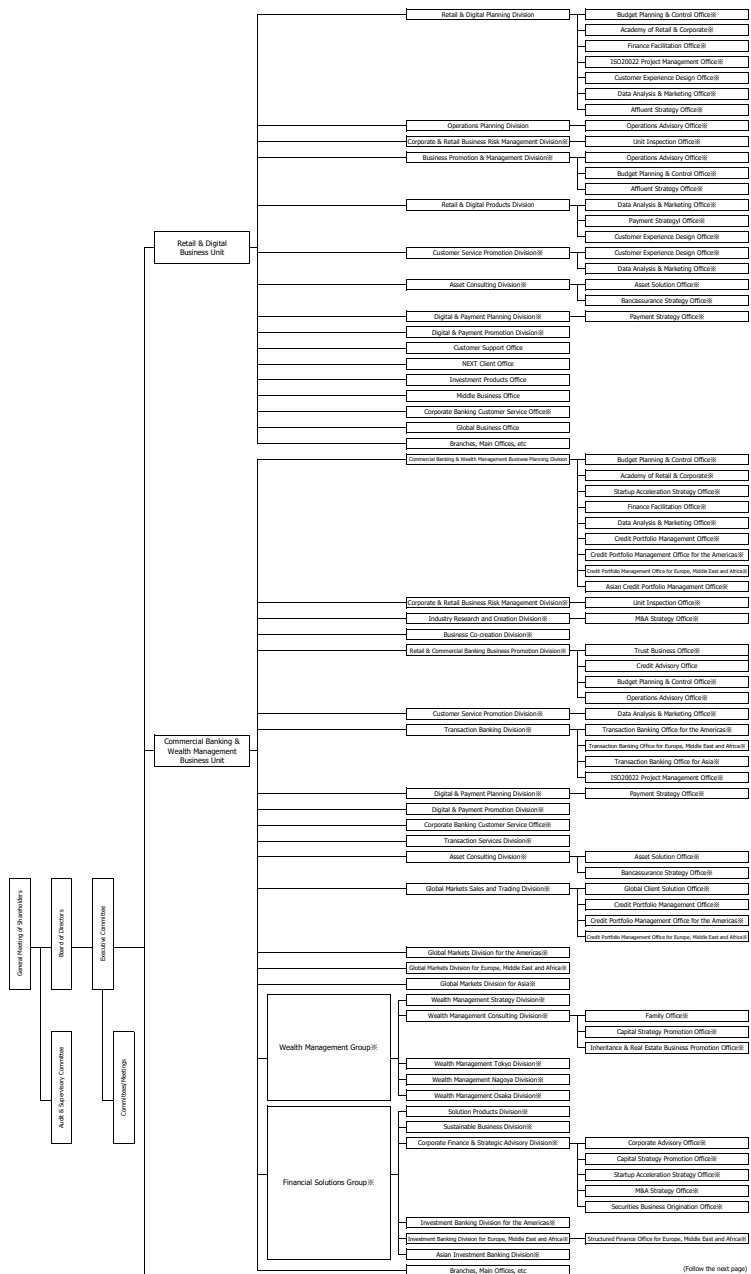 Retail & Digital Planning Division
Budget Planning & Control Office※
Academy of Retail & Corporate※
Finance Facilitation Office※
ISO20022 Project Management Office※
Customer Experience Design Office※
Data Analysis & Marketing Office※
Affluent Strategy Office※
Operations Planning Division
Operations Advisory Office※
Corporate & Retail Business Risk Management Division※
Unit Inspection Office※
Business Promotion & Management Division※
Operations Advisory Office※
Budget Planning & Control Office※
Affluent Strategy Office※
Retail & Digital Products Division
Data Analysis & Marketing Office※
Payment Strategyl Office※
Customer Experience Design Office※
Retail & Digital
Business Unit
Customer Service Promotion Division※
Customer Experience Design Office※
Data Analysis & Marketing Office※
Asset Consulting Division※
Asset Solution Office※
Bancassurance Strategy Office※
Digital & Payment Planning Division※
Payment Strategy Office※
Digital & Payment Promotion Division※
Customer Support Office
NEXT Client Office
Investment Products Office
Middle Business Office
Corporate Banking Customer Service Office※
Global Business Office
Branches, Main Offices, etc
Commercial Banking & Wealth Management Business Planning Division
Budget Planning & Control Office※
Academy of Retail & Corporate※
Startup Acceleration Strategy Office※
Finance Facilitation Office※
Data Analysis & Marketing Office※
Credit Portfolio Management Office※
Credit Portfolio Management Office for the Americas※
Credit Portfolio Management Office for Europe, Middle East and Africa※
Asian Credit Portfolio Management Office※
Corporate & Retail Business Risk Management Division※
Unit Inspection Office※
Industry Research and Creation Division※
M&A Strategy Office※
Business Co-creation Division※
Retail & Commercial Banking Business Promotion Division※
Trust Business Office※
Credit Advisory Office
Budget Planning & Control Office※
Operations Advisory Office※
Customer Service Promotion Division※
Data Analysis & Marketing Office※
Commercial Banking &
Wealth Management
Business Unit
Transaction Banking Division※
Transaction Banking Office for the Americas※
Transaction Banking Office for Europe, Middle East and Africa※
Transaction Banking Office for Asia※
ISO20022 Project Management Office※
Digital & Payment Planning Division※
Payment Strategy Office※
Digital & Payment Promotion Division※
Corporate Banking Customer Service Office※
Transaction Services Division※
Asset Consulting Division※
Asset Solution Office※
Bancassurance Strategy Office※
Global Markets Sales and Trading Division※
Global Client Solution Office※
Credit Portfolio Management Office※
Credit Portfolio Management Office for the Americas※
Credit Portfolio Management Office for Europe, Middle East and Africa※
General Meeting of Shareholders
Board of Directors
Executive Committee
Audit & Supervisory Committee
Committees/Meetings
Global Markets Division for the Americas※
Global Markets Division for Europe, Middle East and Africa※
Global Markets Division for Asia※
Wealth Management Group※
Wealth Management Strategy Division※
Wealth Management Consulting Division※
Family Office※
Capital Strategy Promotion Office※
Inheritance & Real Estate Business Promotion Office※
Wealth Management Tokyo Division※
Wealth Management Nagoya Division※
Wealth Management Osaka Division※
Financial Solutions Group※
Solution Products Division※
Sustainable Business Division※
Corporate Finance & Strategic Advisory Division※
Corporate Advisory Office※
Capital Strategy Promotion Office※
Startup Acceleration Strategy Office※
M&A Strategy Office※
Securities Business Origination Office※
Investment Banking Division for the Americas※
Investment Banking Division for Europe, Middle East and Africa※
Structured Finance Office for Europe, Middle East and Africa※
Asian Investment Banking Division※
Branches, Main Offices, etc
(Follow the next page)